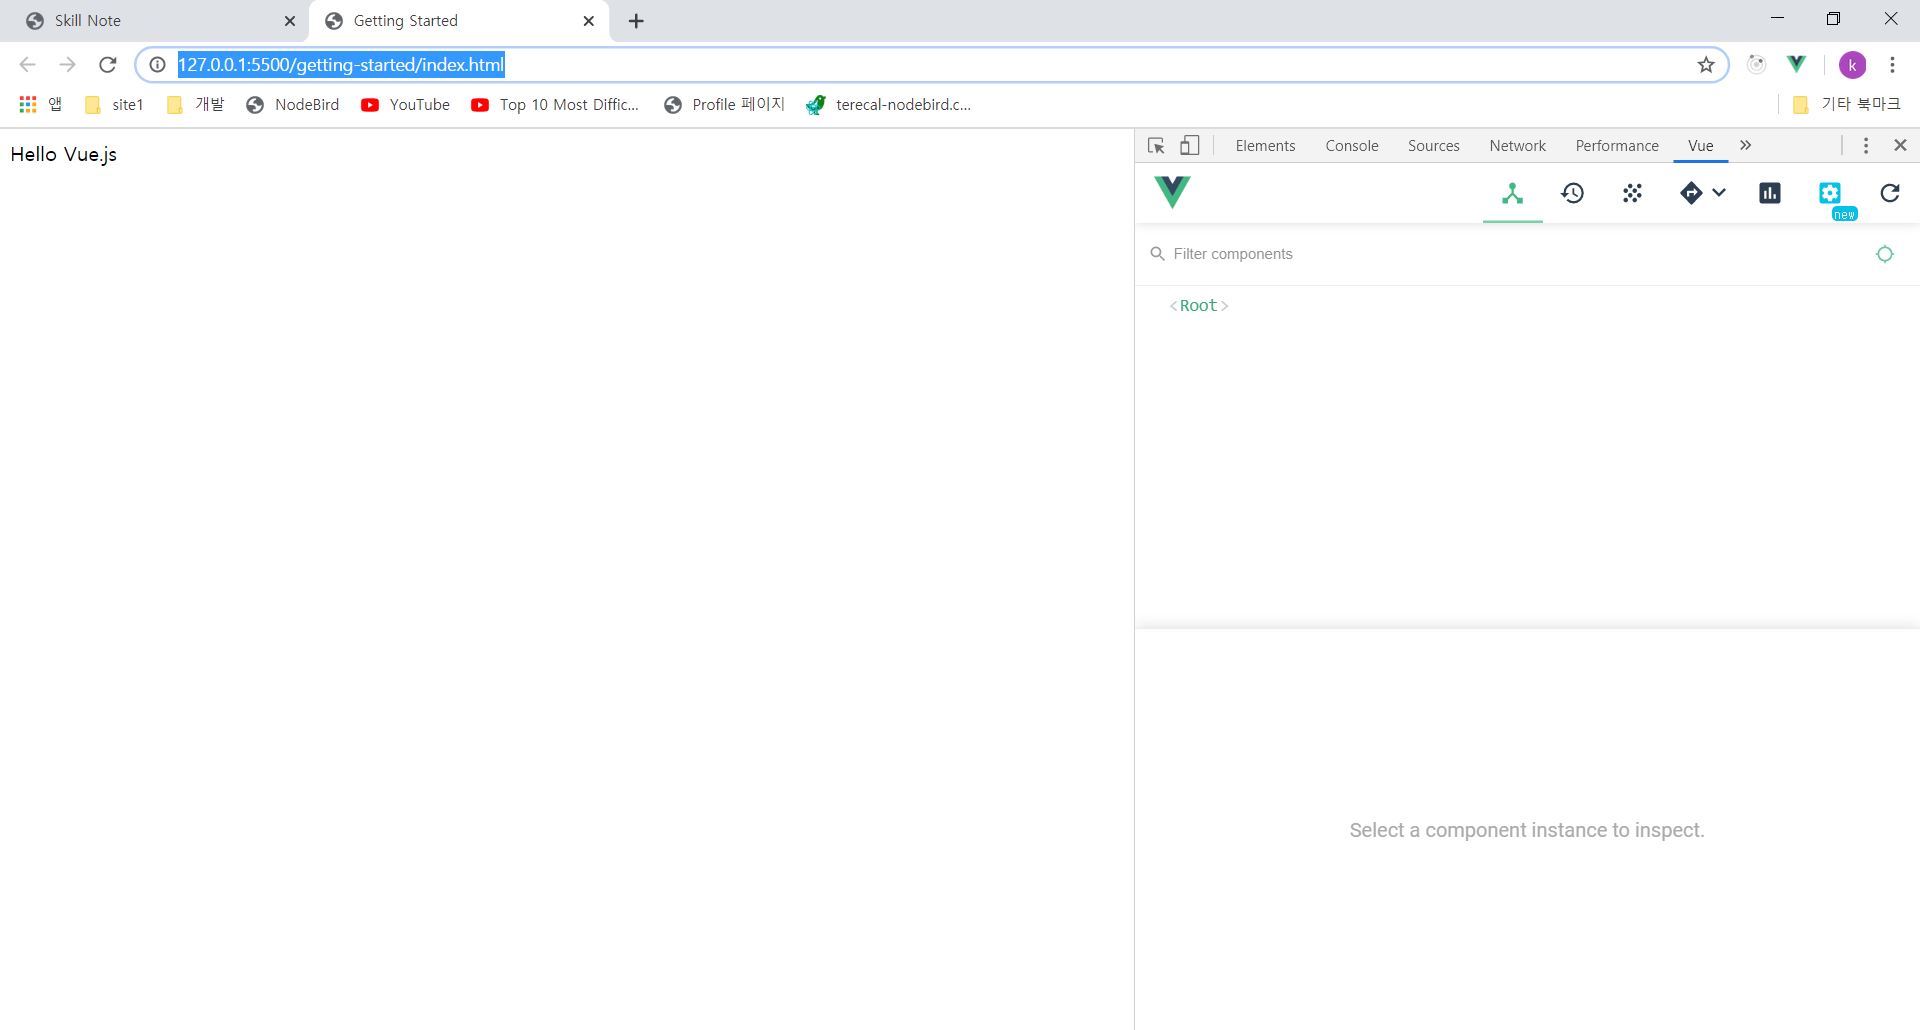 Skill Note
Getting Started
127.0.0.1:5500/getting-started/index.html
k
앱
site1
개발
NodeBird
YouTube
Top 10 Most Diffic...
Profile 페이지
terecal-nodebird.c...
기타 북마크
Hello Vue.js
Elements
Console
Sources
Network
Performance
Vue
new
Filter components
<Root>
Select a component instance to inspect.